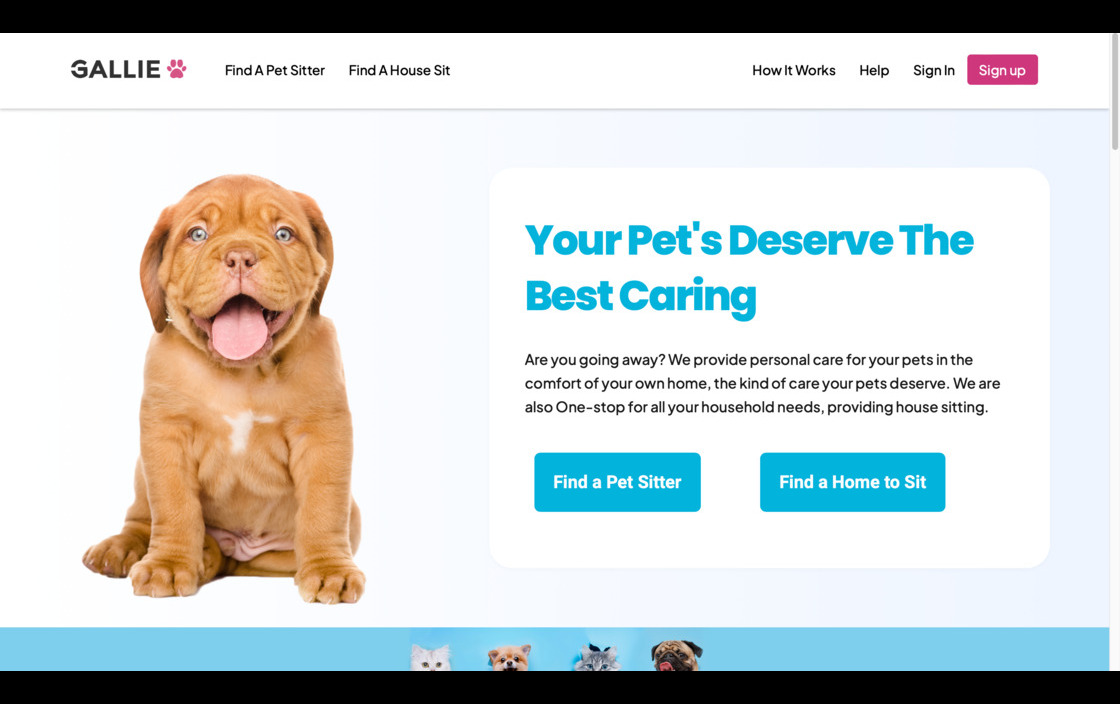 GALLIE
Find A Pet Sitter
Find A House Sit
How It Works
Help
Sign In
Sign up
Your Pet's Deserve The
Best Caring
Are you going away? We provide personal care for your pets in the
comfort of your own home, the kind of care your pets deserve. We are
also One-stop for all your household needs, providing house sitting.
Find a Pet Sitter
Find a Home to Sit